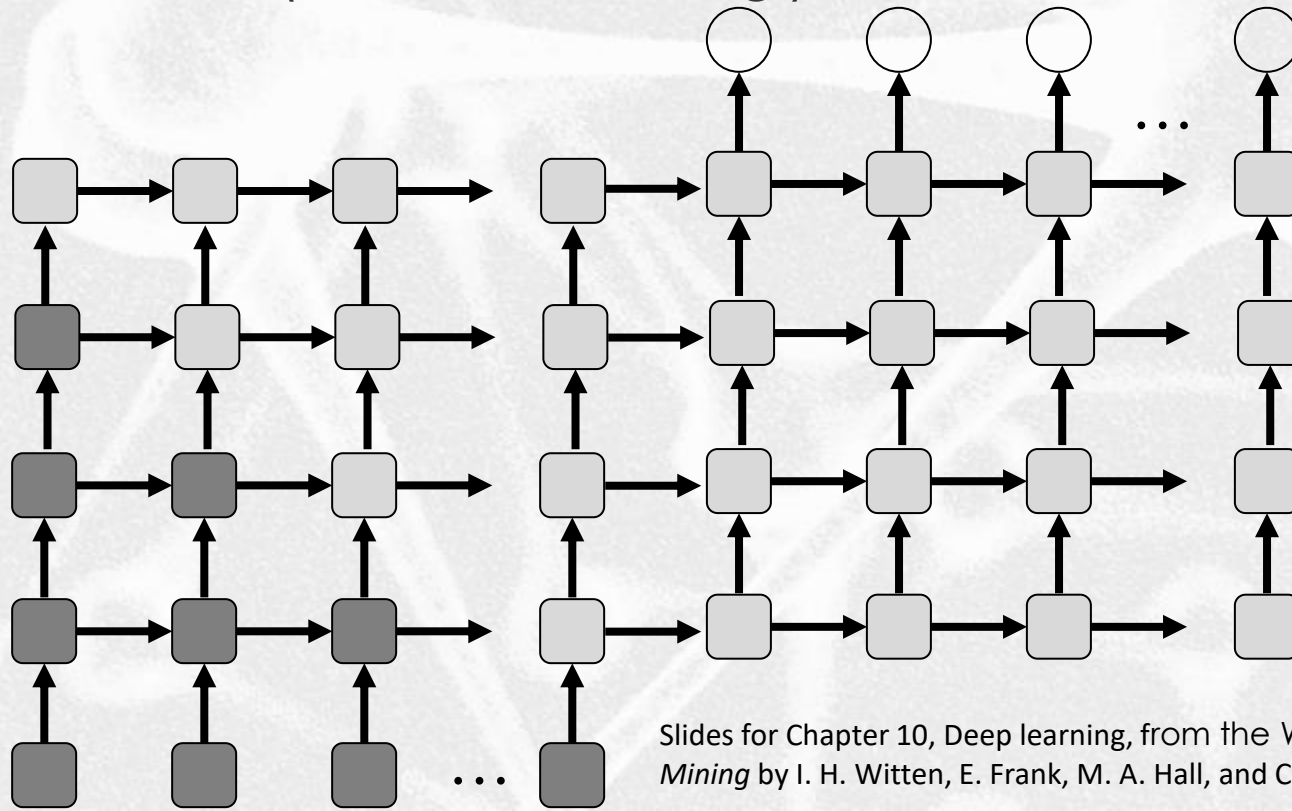 ...
...
Slides for Chapter 10, Deep learning, from the
Mining by I. H. Witten, E. Frank, M. A. Hall, and